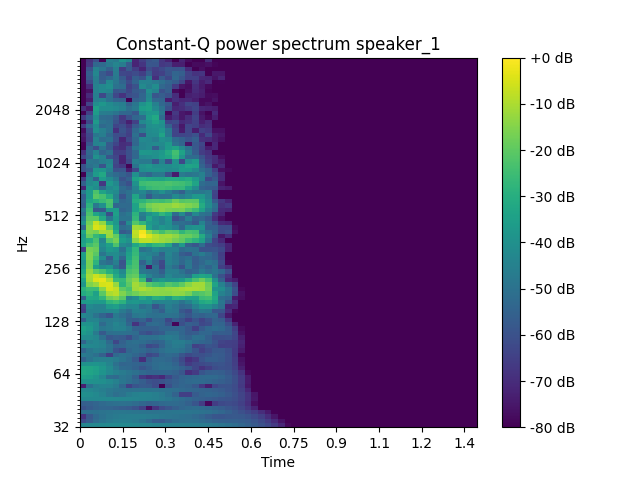 Constant-Q power spectrum speaker_1
+0 dB
-10 dB
-20 dB
-30 dB
-40 dB
-50 dB
-60 dB
-70 dB
-80 dB
Hz
2048
1024
512
256
128
64
32
0 0.15 0.3 0.45 0.6 0.75 0.9 1.1 1.2 1.4
Time